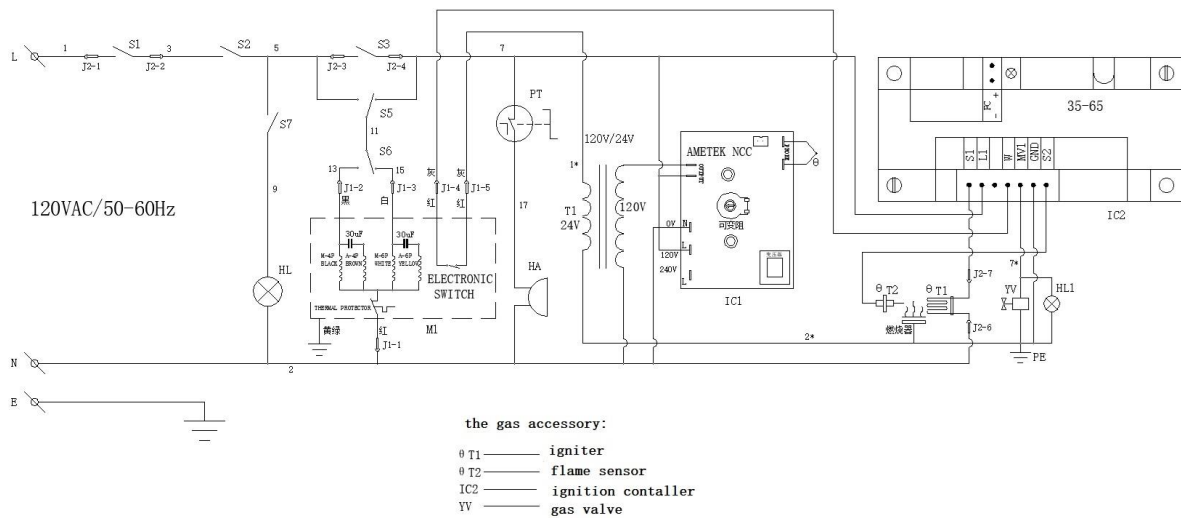 L
1
J2-1
S1
3
J2-2
S2
5
J2-3
S3
J2-4
7
S5
11
S6
S7
13
15
J1-2
J1-3
J1-4
J1-5
灰
灰
黑
白
红
红
9
120VAC/50-60Hz
30uF
30uF
M-4P
BLACK
A-4P
BROWN
M-6P
WHITE
A-6P
YELLOW
ELECTRONIC
SWITCH
THERMAL PROTECTOR
M1
黄绿
红
J1-1
HL
PT
17
HA
120V/24V
1*
T1
24V
120V
AMETEK NCC
OUTPUT
PROBE
θ
可变阻
N
0V
L
120V
240V
L
变压器
IC1
35-65
+
-
S1
L1
W
MV1
GND
S2
IC2
J2-7
7*
θ T2
θ T1
YV
HL1
燃烧器
J2-6
2*
PE
N
2
E
the gas accessory:
θ T1 igniter
θ T2 flame sensor
IC2 ignition contaller
YV gas valve